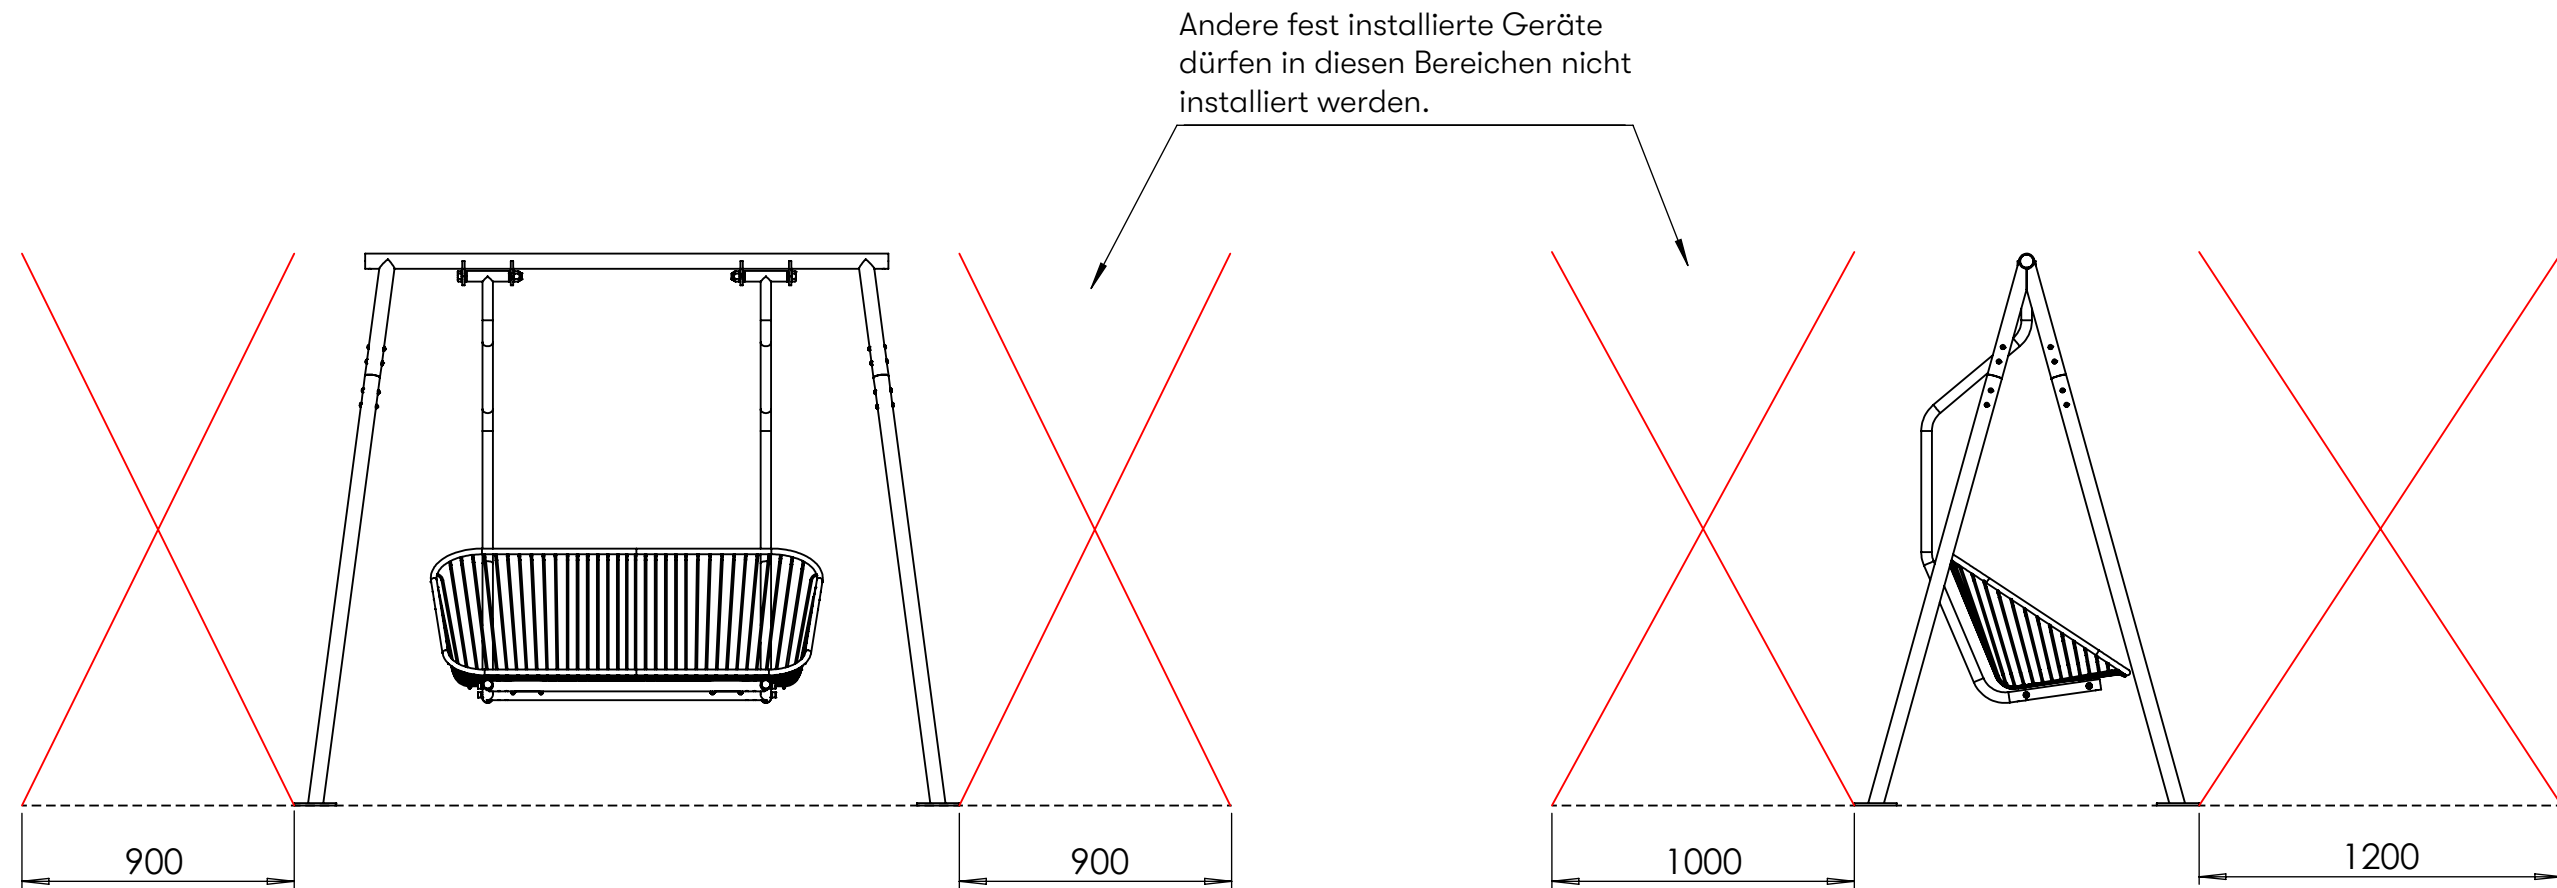 Andere fest installierte Geräte
dürfen in diesen Bereichen nicht
installiert werden.
900
900
1000
1200